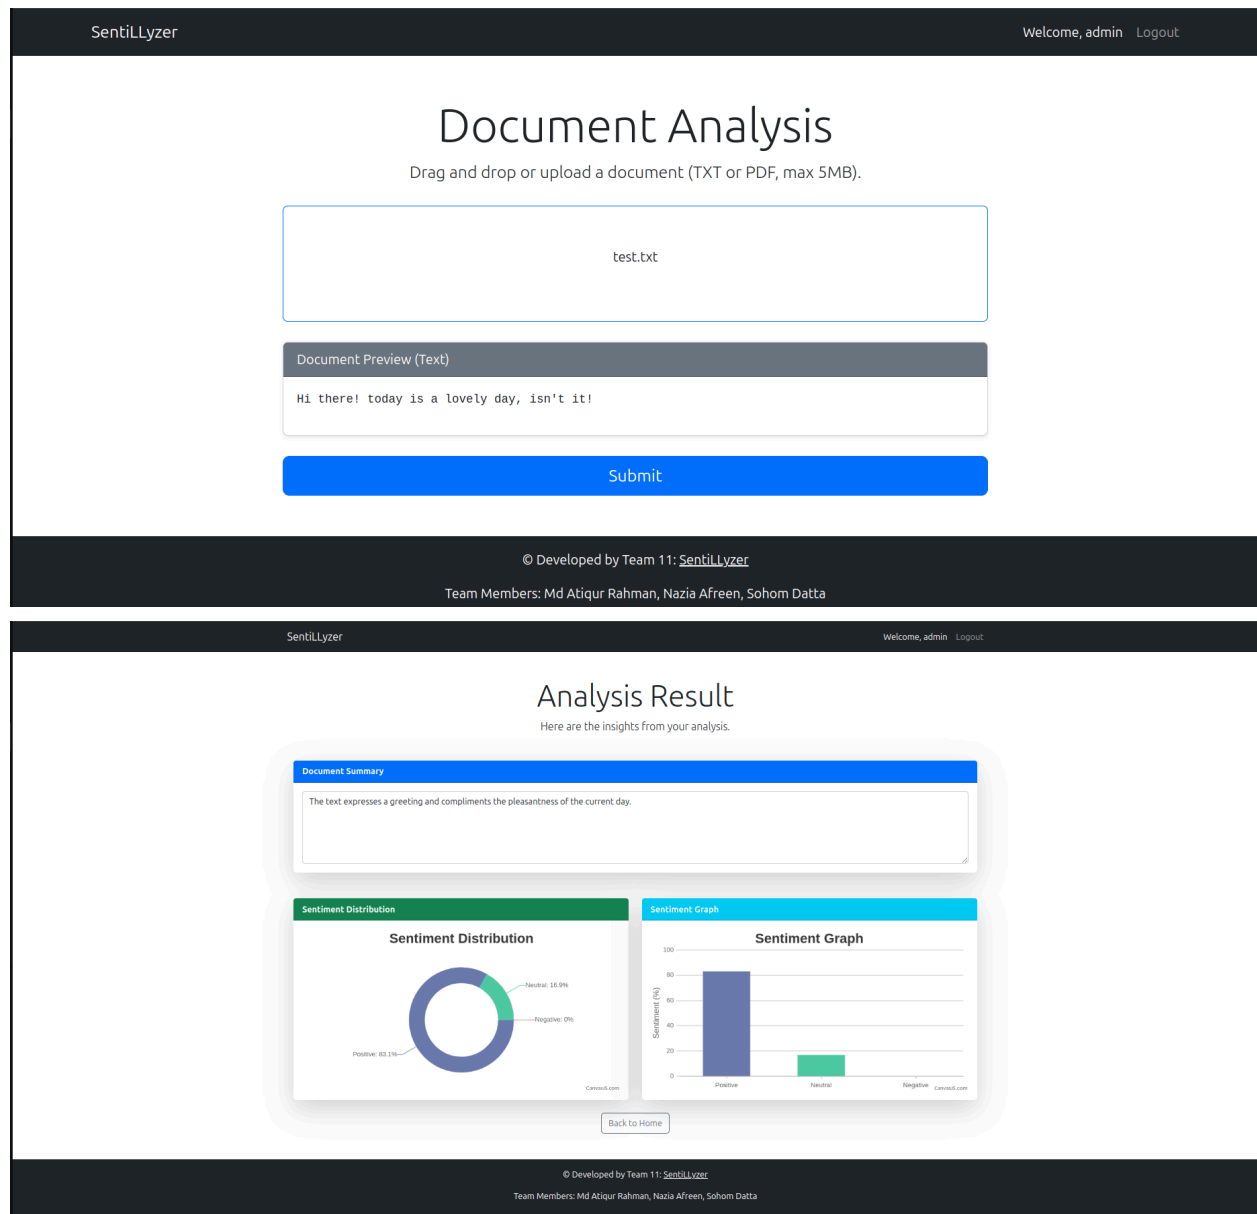 SentiLLyzer
Welcome, admin Logout
Document Analysis
Drag and drop or upload a document (TXT or PDF, max 5MB).
test.txt
Document Preview (Text)
Hi there! today is a lovely day, isn't it!
Submit
© Developed by Team 11: SentiLLyzer
Team Members: Md Atiqur Rahman, Nazia Afreen, Sohom Datta
SentiLLyzer
Welcome, admin Logout
Analysis Result
Here are the insights from your analysis.
Document Summary
The text expresses a greeting and compliments the pleasantness of the current day.
Sentiment Distribution
Sentiment Distribution
Neutral: 16.9%
Negative: 0%
Positive: 83.1%
CanvasJS.com
Sentiment Graph
Sentiment Graph
100
80
60
40
20
0
Sentiment (%)
Positive Neutral Negative
CanvasJS.com
Back to Home
© Developed by Team 11: SentiLLyzer
Team Members: Md Atiqur Rahman, Nazia Afreen, Sohom Datta